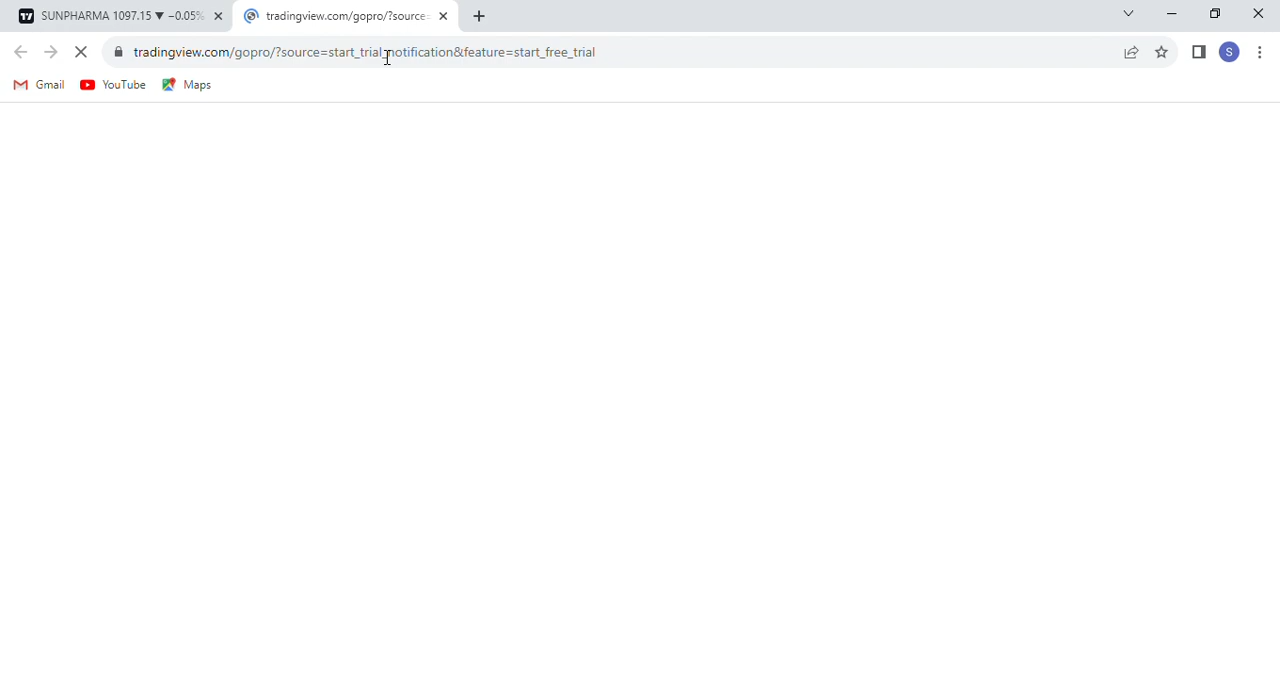 SUNPHARMA 1097.15 ▼ −0.05%
tradingview.com/gopro/?source=
tradingview.com/gopro/?source=start_trial_notification&feature=start_free_trial
S
Gmail
YouTube
Maps